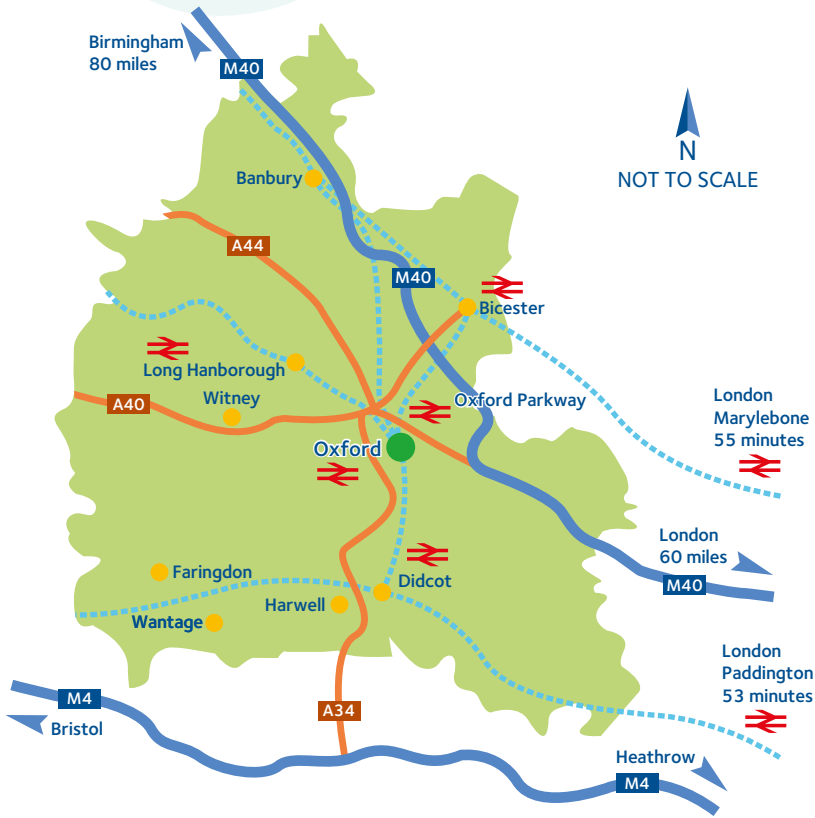 Birmingham
80 miles
M40
N
NOT TO SCALE
Banbury
A44
M40
Bicester
Long Hanborough
Witney
A40
Oxford Parkway
London
Marylebone
55 minutes
Oxford
London
60 miles
M40
Faringdon
Didcot
Harwell
Wantage
London
Paddington
53 minutes
M4
Bristol
A34
Heathrow
M4